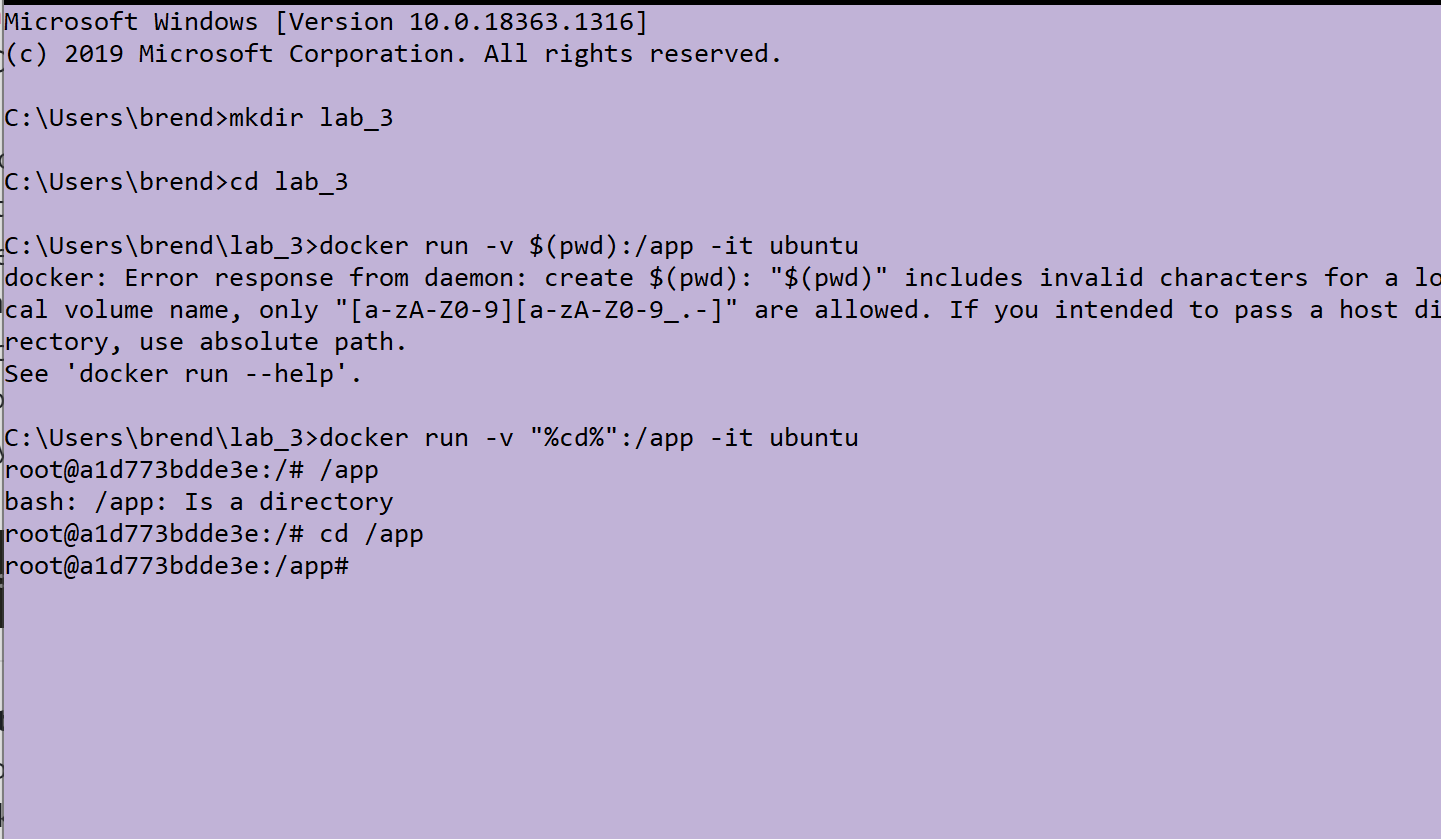 Microsoft Windows [Version 10.0.18363.1316]
(c) 2019 Microsoft Corporation. All rights reserved.
C:\Users\brend>mkdir lab_3
C:\Users\brend>cd lab_3
C:\Users\brend\lab_3>docker run -v $(pwd):/app -it ubuntu
docker: Error response from daemon: create $(pwd): "$(pwd)" includes invalid characters for a lo
cal volume name, only "[a-zA-Z0-9][a-zA-Z0-9_.-]" are allowed. If you intended to pass a host di
rectory, use absolute path.
See 'docker run --help'.
C:\Users\brend\lab_3>docker run -v "%cd%":/app -it ubuntu
root@a1d773bdde3e:/# /app
bash: /app: Is a directory
root@a1d773bdde3e:/# cd /app
root@a1d773bdde3e:/app#